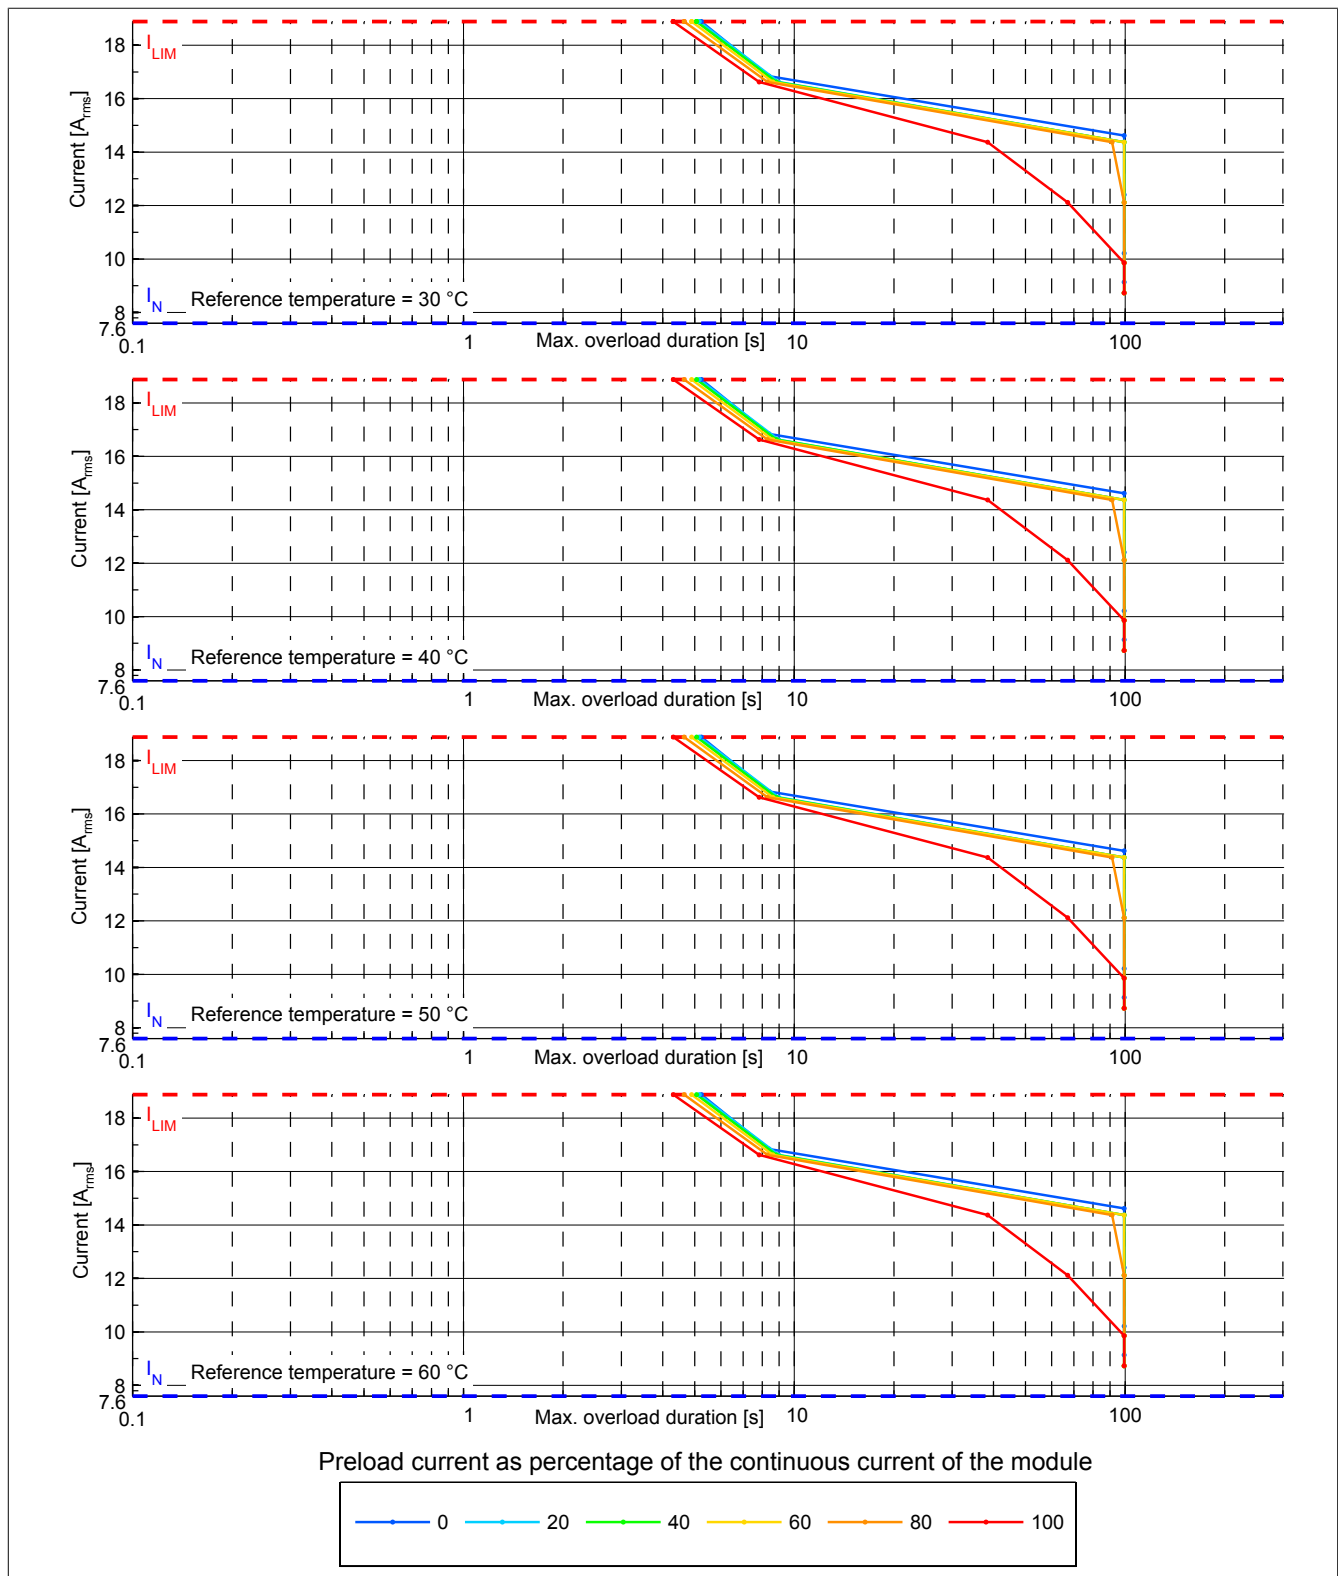 18
16
14
12
10
8
7.6
Current [Arms]
ILIM
IN
Reference temperature = 30 °C
0.1
1
Max. overload duration [s]
10
100
18
16
14
12
10
8
7.6
Current [Arms]
ILIM
IN
Reference temperature = 40 °C
0.1
1
Max. overload duration [s]
10
100
18
16
14
12
10
8
7.6
Current [Arms]
ILIM
IN
Reference temperature = 50 °C
0.1
1
Max. overload duration [s]
10
100
18
16
14
12
10
8
7.6
Current [Arms]
ILIM
IN
Reference temperature = 60 °C
0.1
1
Max. overload duration [s]
10
100
Preload current as percentage of the continuous current of the module
0 20 40 60 80 100